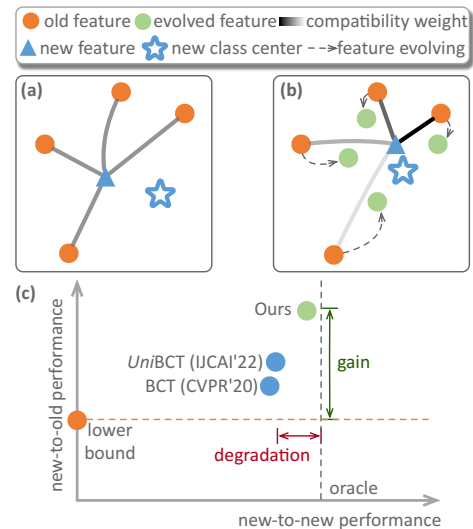 old feature evolved feature compatibility weight
new feature new class center feature evolving
(a)
(b)
(c)
Ours
gain
UniBCT (IJCAI'22)
BCT (CVPR'20)
lower
bound
degradation
oracle
new-to-old performance
new-to-new performance